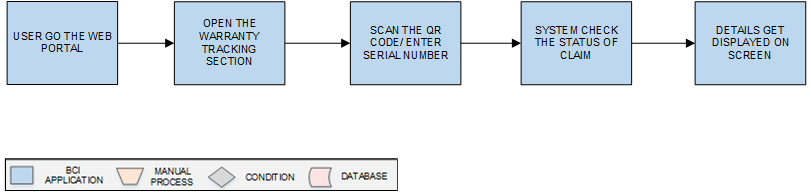 USER GO THE WEB
PORTAL
OPEN THE
WARRANTY
TRACKING
SECTION
SCAN THE QR
CODE/ ENTER
SERIAL NUMBER
SYSTEM CHECK
THE STATUS OF
CLAIM
DETAILS GET
DISPLAYED ON
SCREEN
BCI
APPLICATION
MANUAL
PROCESS
CONDITION
DATABASE